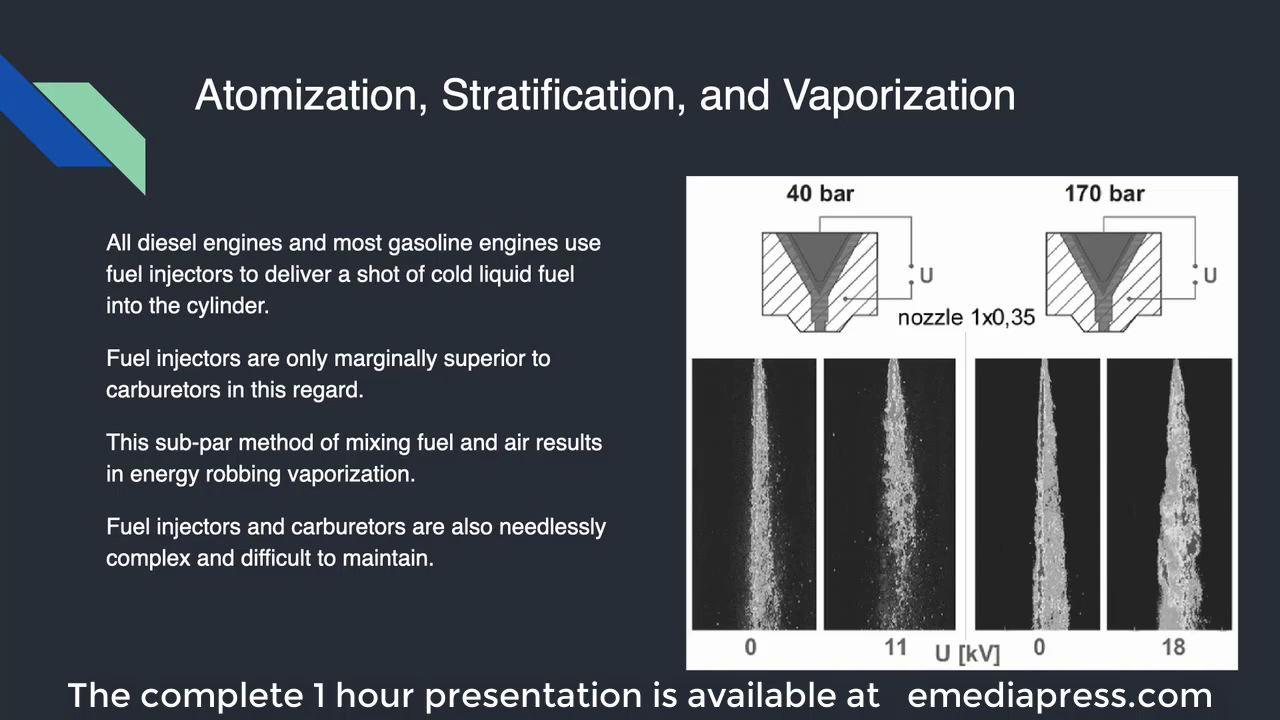 Atomization, Stratification, and Vaporization
All diesel engines and most gasoline engines use
fuel injectors to deliver a shot of cold liquid fuel
into the cylinder.
Fuel injectors are only marginally superior to
carburetors in this regard.
This sub-par method of mixing fuel and air results
in energy robbing vaporization.
Fuel injectors and carburetors are also needlessly
complex and difficult to maintain.
40 bar 170 bar
U U
nozzle 1x0,35
0 11 U [kV] 0 18
The complete 1 hour presentation is available at emediapress.com